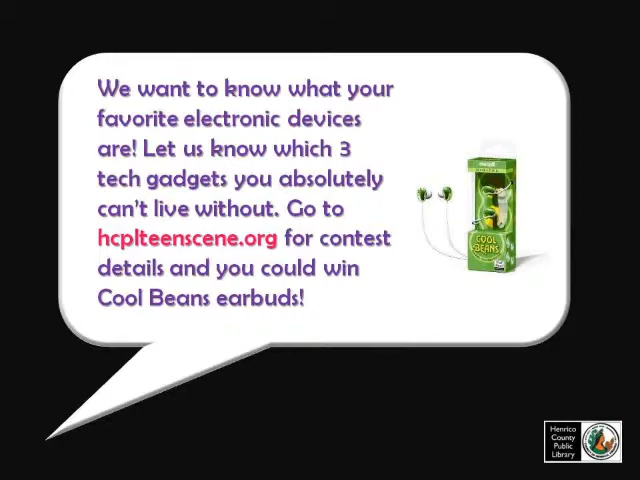 We want to know what your
favorite electronic devices
are! Let us know which 3
tech gadgets you absolutely
can't live without. Go to
hcplteenscene.org for contest
details and you could win
Cool Beans earbuds!
COOL
BEANS
Henrico
County
Public
Library